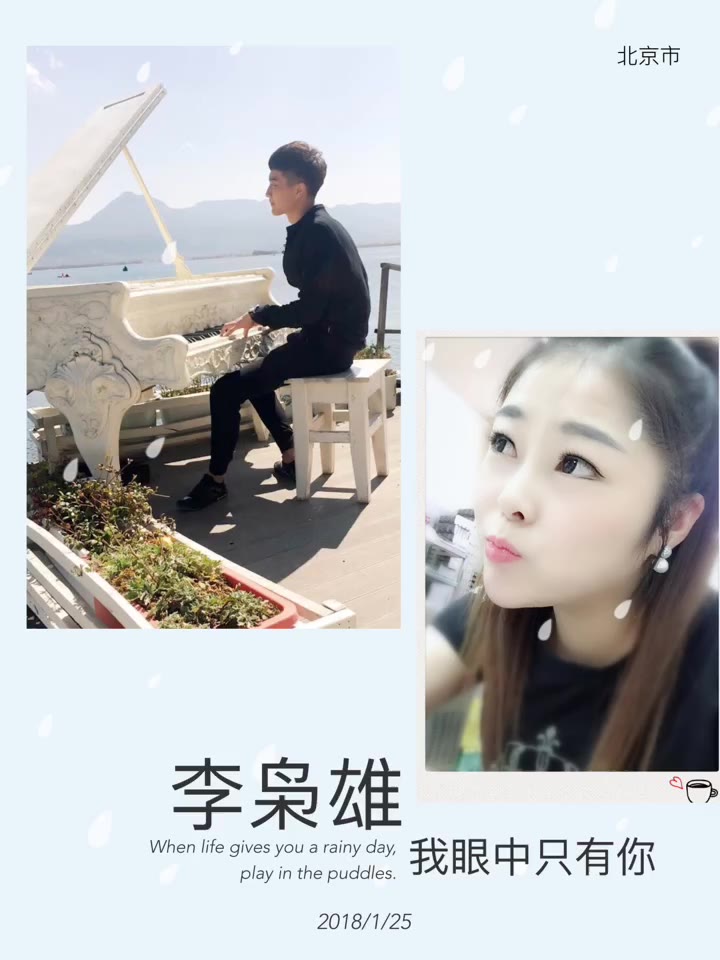 北京市
李枭雄
When life gives you a rainy day,
play in the puddles.
我眼中只有你
2018/1/25